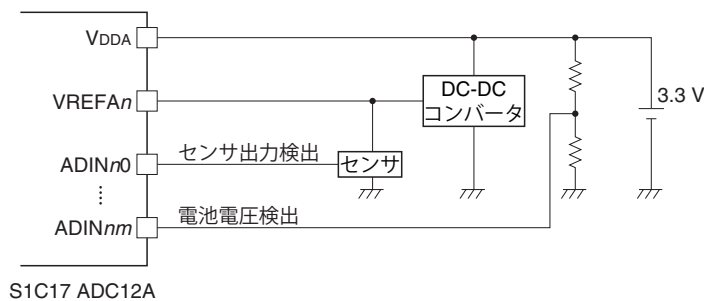 VDDA
DC-DC
コンバータ
3.3 V
VREFAn
ADINn0
センサ出力検出
センサ
ADINnm
電池電圧検出
S1C17 ADC12A